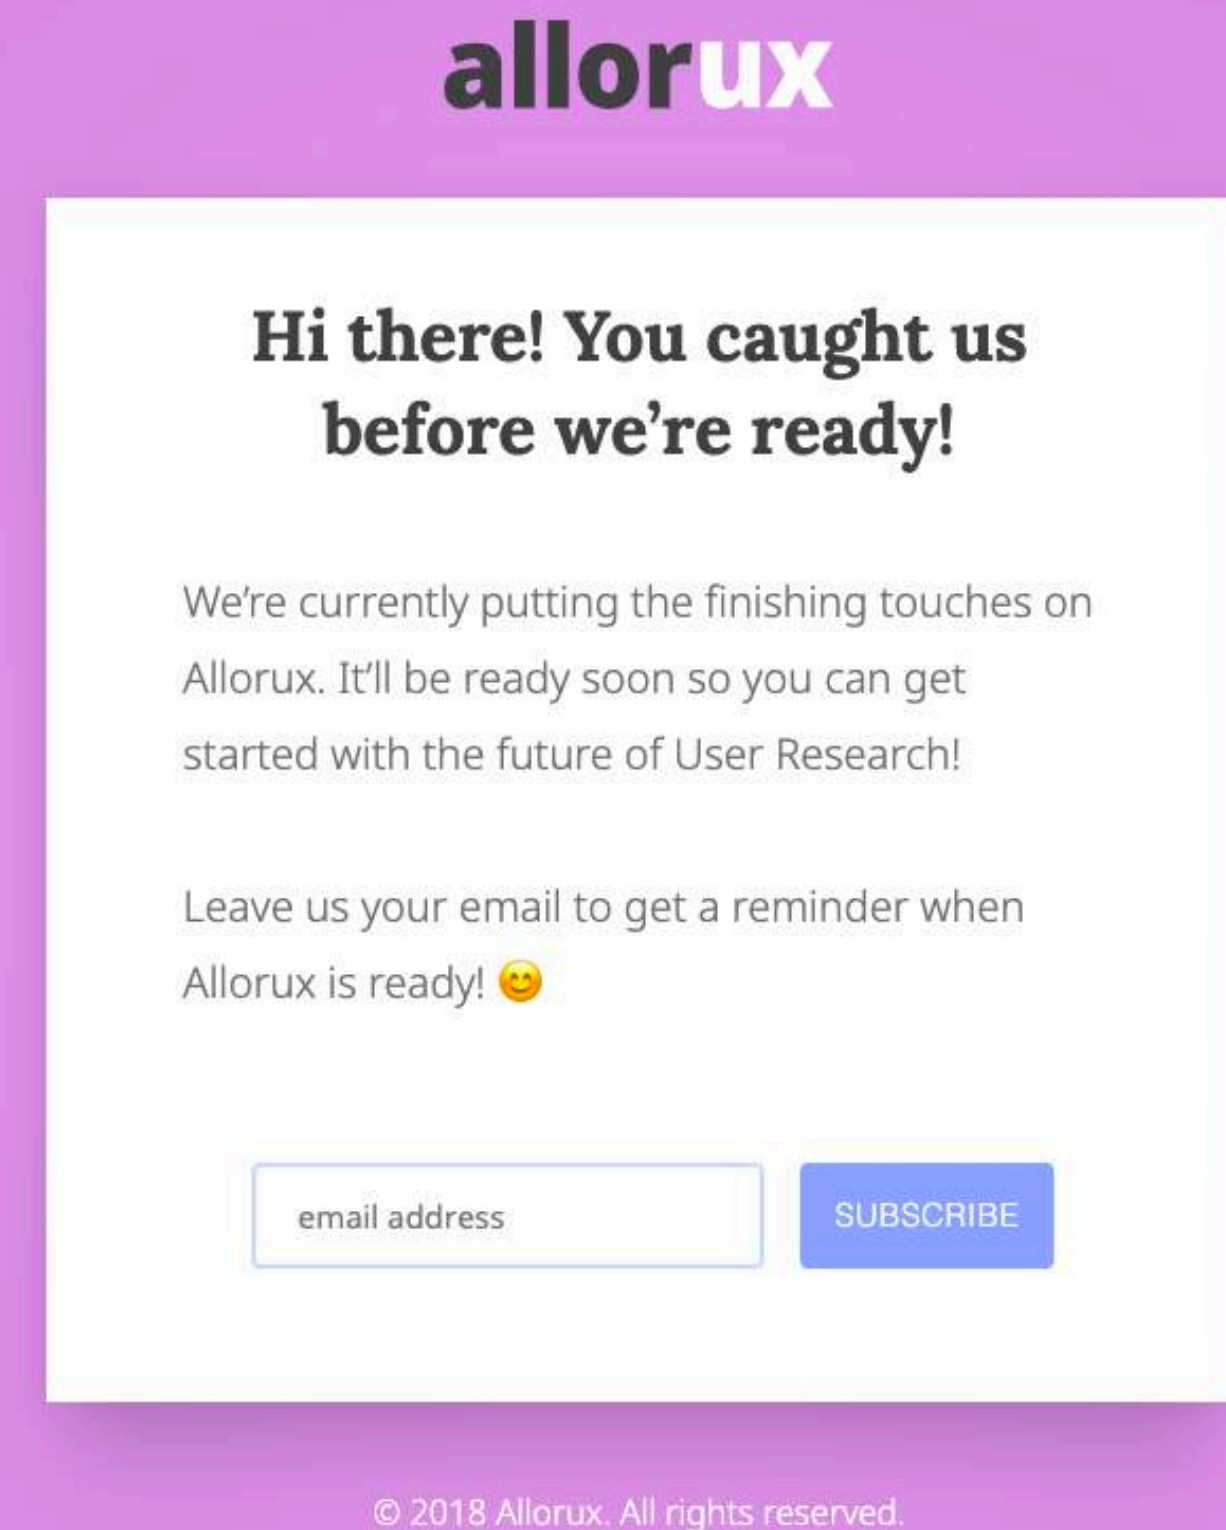 allorux
Hi there! You caught us
before we’re ready!
We’re currently putting the finishing touches on
Allorux. It’ll be ready soon so you can get
started with the future of User Research!
Leave us your email to get a reminder when
Allorux is ready! 😊
email address
SUBSCRIBE
© 2018 Allorux. All rights reserved.